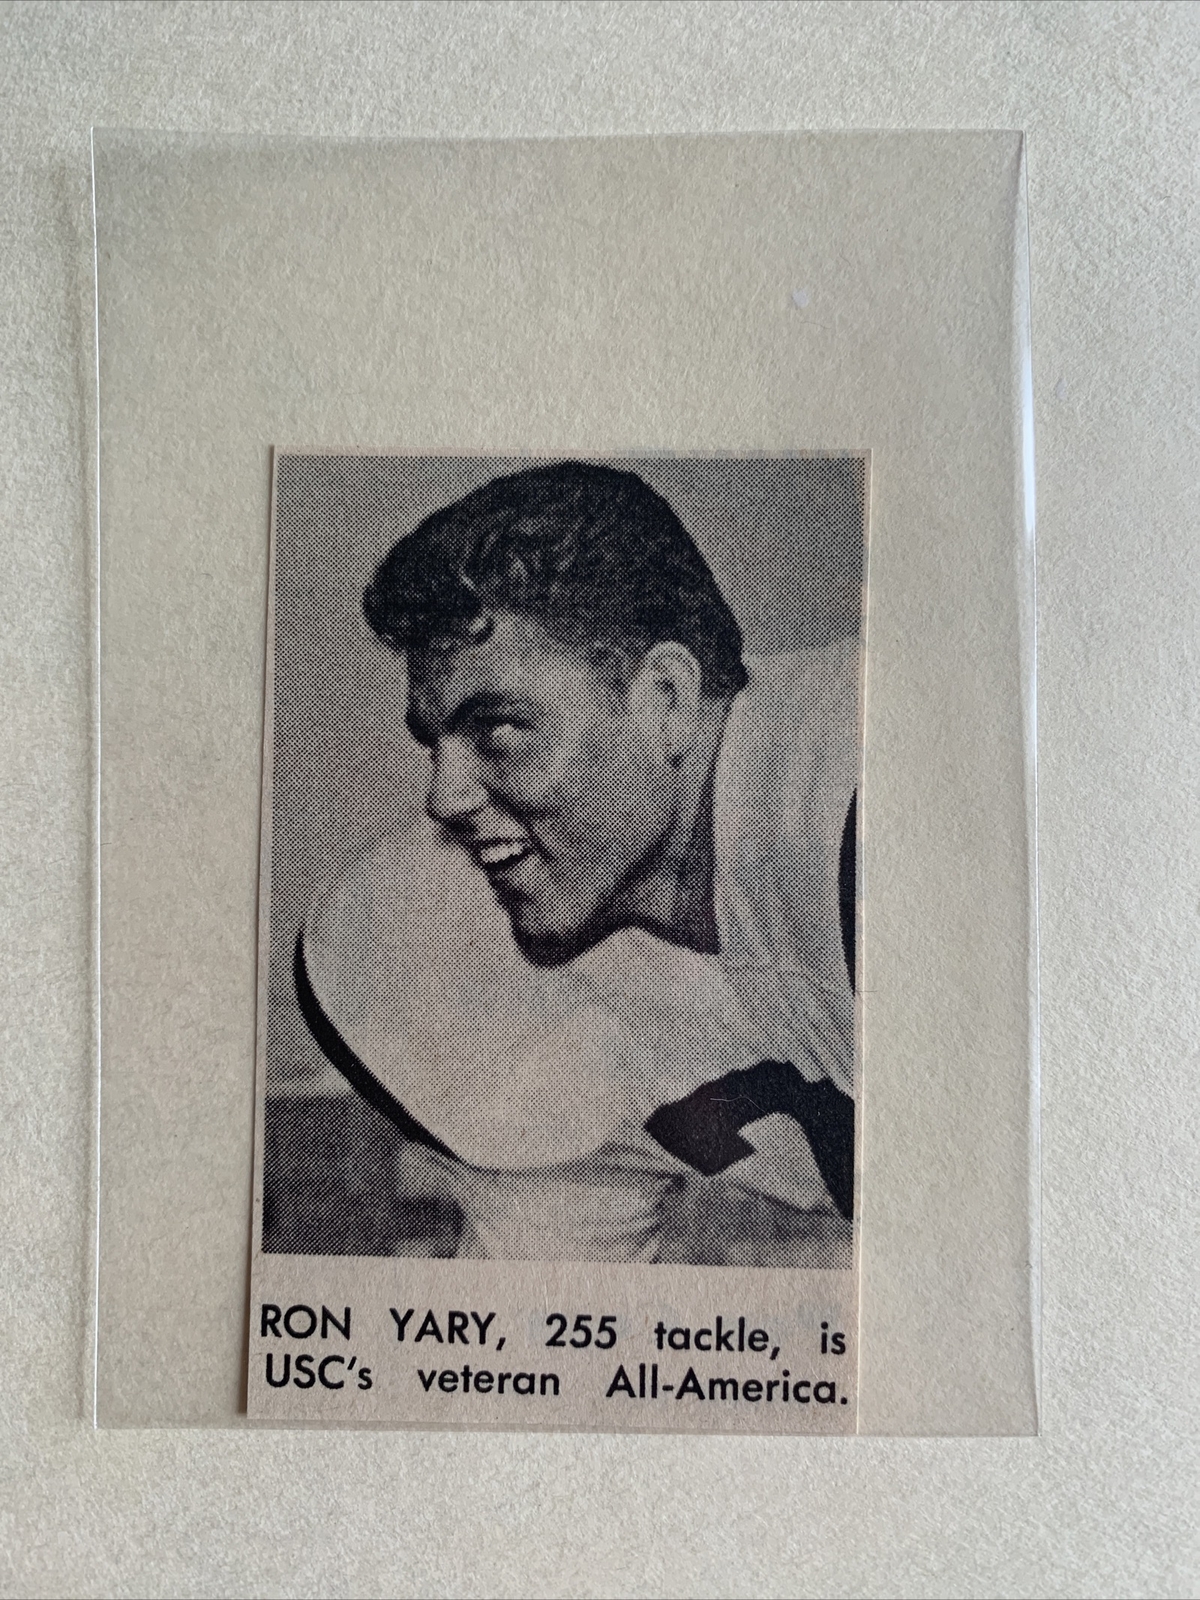 RON YARY, 255 tackle, is
USC's veteran All-America.